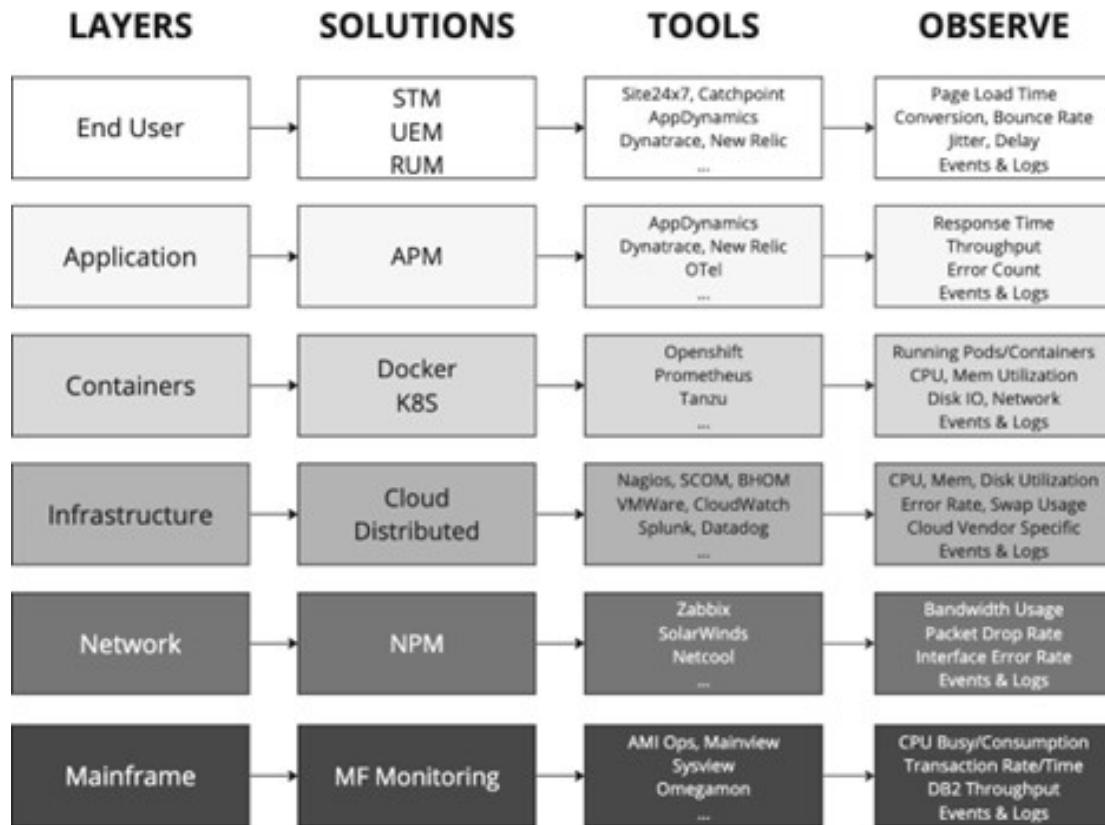 LAYERS
SOLUTIONS
TOOLS
OBSERVE
End User
STM
UEM
RUM
Site24x7, Catchpoint
AppDynamics
Dynatrace, New Relic
...
Page Load Time
Conversion, Bounce Rate
Jitter, Delay
Events & Logs
Application
APM
AppDynamics
Dynatrace, New Relic
OTel
...
Response Time
Throughput
Error Count
Events & Logs
Containers
Docker
K8S
Openshift
Prometheus
Tanzu
...
Running Pods/Containers
CPU, Mem Utilization
Disk IO, Network
Events & Logs
Infrastructure
Cloud
Distributed
Nagios, SCOM, BHOM
VMWare, CloudWatch
Splunk, Datadog
...
CPU, Mem, Disk Utilization
Error Rate, Swap Usage
Cloud Vendor Specific
Events & Logs
Network
NPM
Zabbix
SolarWinds
Netcool
...
Bandwidth Usage
Packet Drop Rate
Interface Error Rate
Events & Logs
Mainframe
MF Monitoring
AMI Ops, Mainview
Sysview
Omegamon
...
CPU Busy/Consumption
Transaction Rate/Time
DB2 Throughput
Events & Logs